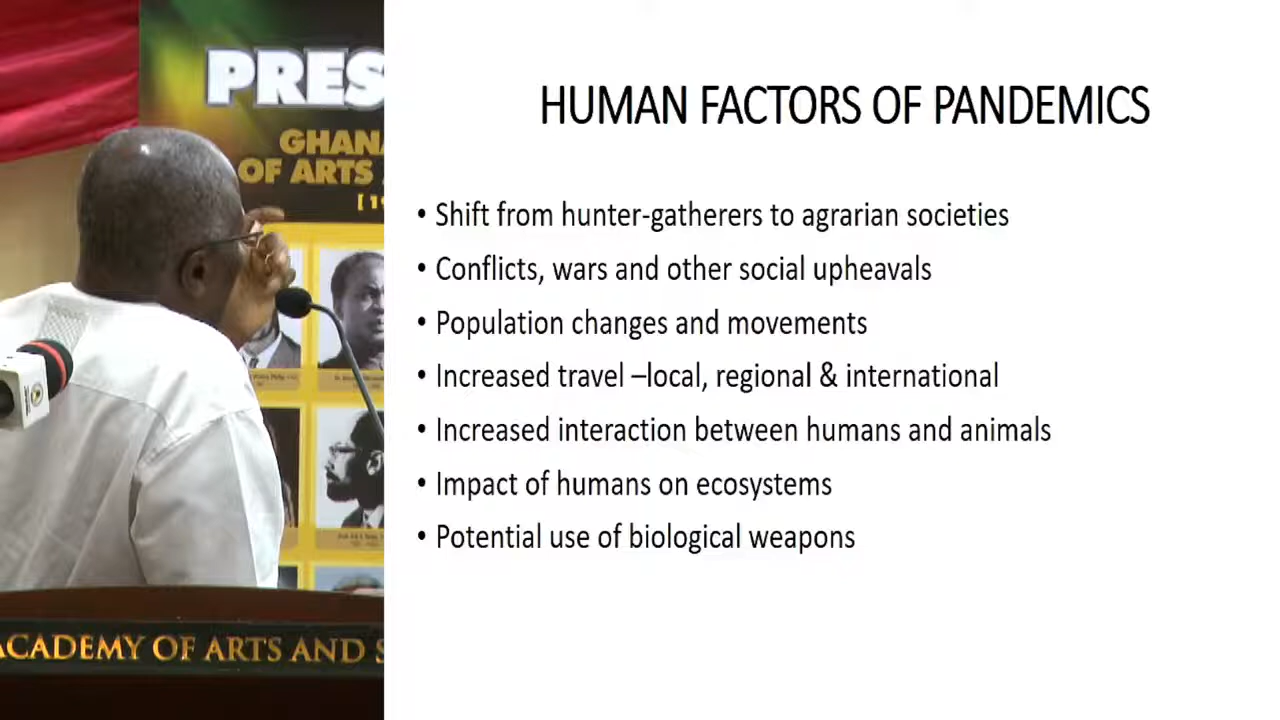 PRES
GHANA
OF ARTS
[19
ACADEMY OF ARTS AND S
HUMAN FACTORS OF PANDEMICS
• Shift from hunter-gatherers to agrarian societies
• Conflicts, wars and other social upheavals
• Population changes and movements
• Increased travel –local, regional & international
• Increased interaction between humans and animals
• Impact of humans on ecosystems
• Potential use of biological weapons